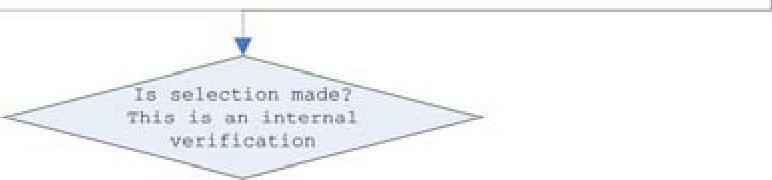 Is selection made?
This is an internal
verification